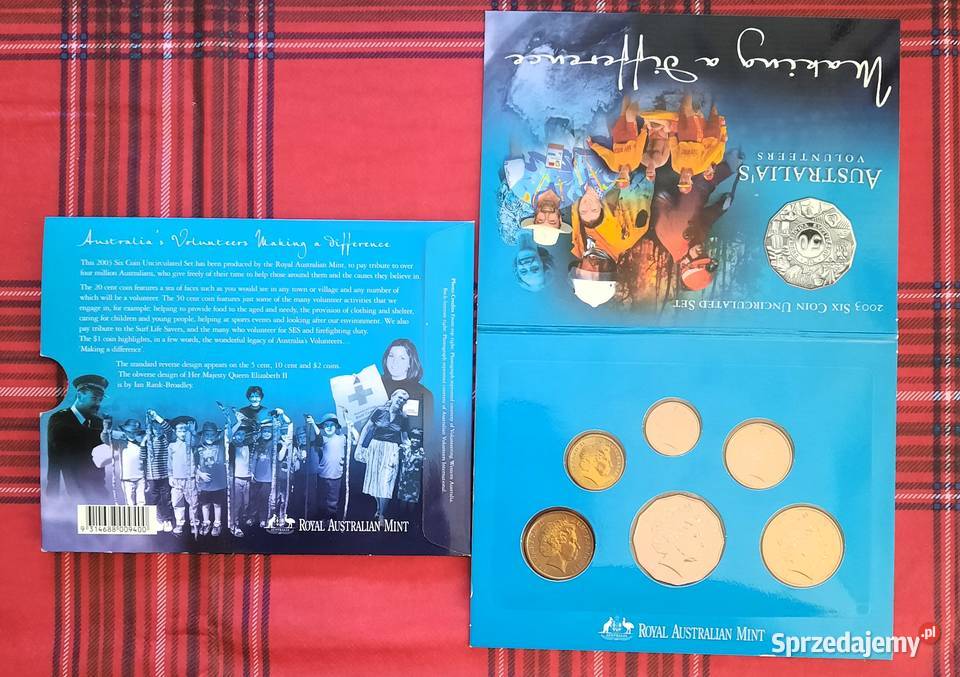 Australia's Volunteers Making a difference
This 2003 Six Coin Uncirculated Set has been produced by the Royal Australian Mint, to pay tribute to over
four million Australians, who give freely of their time to help those around them and the causes they believe in.
The 20 cent coin features a sea of faces such as you would see in any town or village and any number of
which will be a volunteer. The 50 cent coin features just some of the many volunteer activities that we
engage in, for example; helping to provide food to the aged and needy, the provision of clothing and shelter,
caring for children and young people, helping at sports events and looking after our environment. We also
pay tribute to the Surf Life Savers, and the many who volunteer for SES and firefighting duty.
The $1 coin highlights, in a few words, the wonderful legacy of Australia's Volunteers...
'Making a difference'.
The standard reverse design appears on the 5 cent, 10 cent and $2 coins.
The obverse design of Her Majesty Queen Elizabeth II
is by Ian Rank-Broadley.
9 314688 009400
ROYAL AUSTRALIAN MINT
Making a difference
AUSTRALIA'S
VOLUNTEERS
50
2003 SIX COIN UNCIRCULATED SET
ROYAL AUSTRALIAN MINT
Sprzedajemy.pl